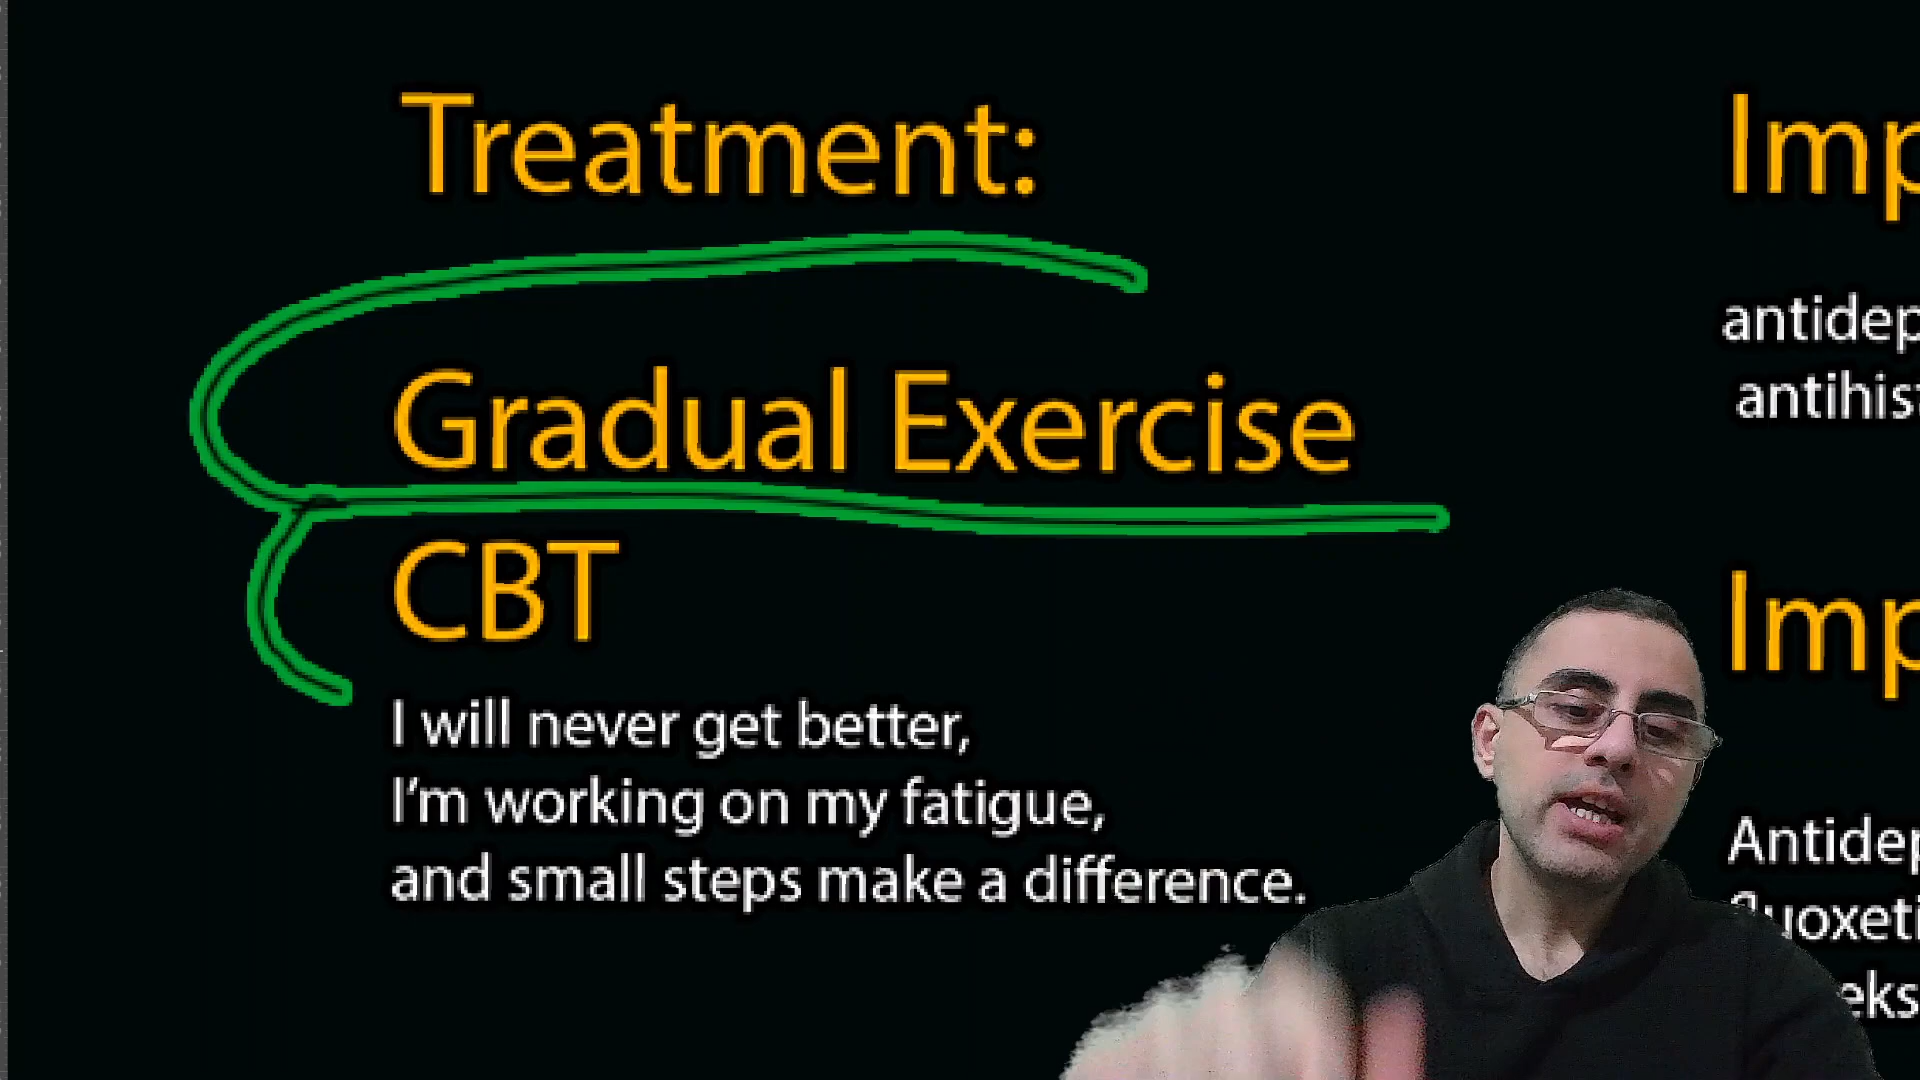 Treatment:
Gradual Exercise
CBT
I will never get better,
I'm working on my fatigue,
and small steps make a difference.